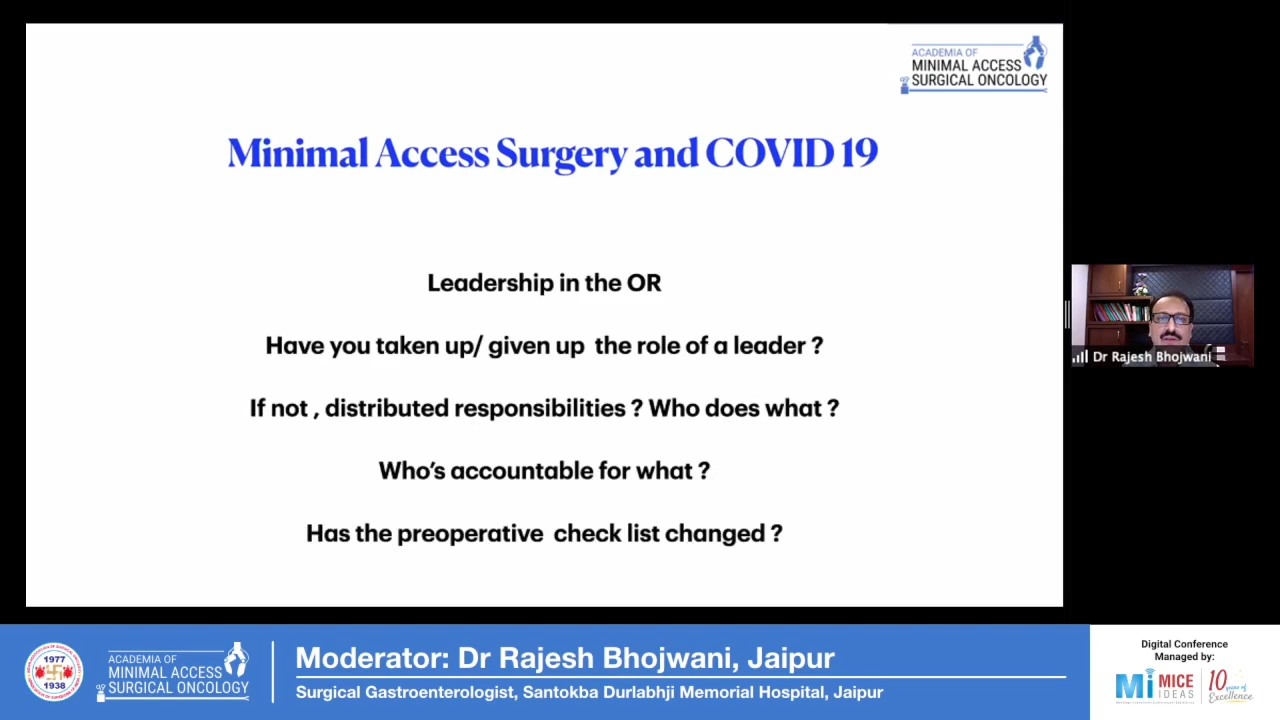 ACADEMIA OF
MINIMAL ACCESS
SURGICAL ONCOLOGY
Minimal Access Surgery and COVID 19
Leadership in the OR
Have you taken up/ given up the role of a leader ?
If not , distributed responsibilities ? Who does what ?
Who's accountable for what ?
Has the preoperative check list changed ?
Dr Rajesh Bhojwani
1977
1938
ACADEMIA OF
MINIMAL ACCESS
SURGICAL ONCOLOGY
Moderator: Dr Rajesh Bhojwani, Jaipur
Surgical Gastroenterologist, Santokba Durlabhji Memorial Hospital, Jaipur
Digital Conference
Managed by:
Mi MICE
IDEAS
10 years of
Excellence